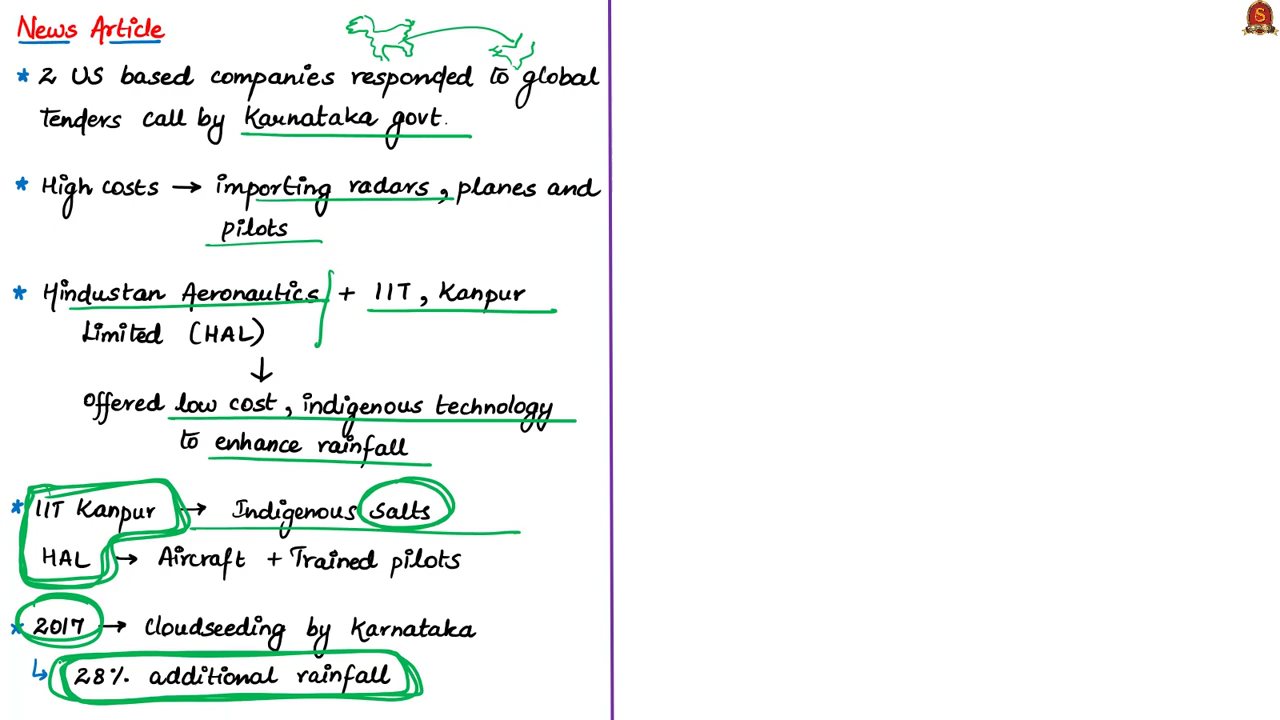 News Article
* 2 US based companies responded to global
tenders call by Karnataka govt.
* High costs → importing radars, planes and
pilots
* Hindustan Aeronautics + IIT, Kanpur
Limited (HAL)
↓
Offered low cost, indigenous technology
to enhance rainfall
* IIT Kanpur → Indigenous salts
HAL → Aircraft + Trained pilots
* 2017 → Cloudseeding by Karnataka
↳ 28% additional rainfall